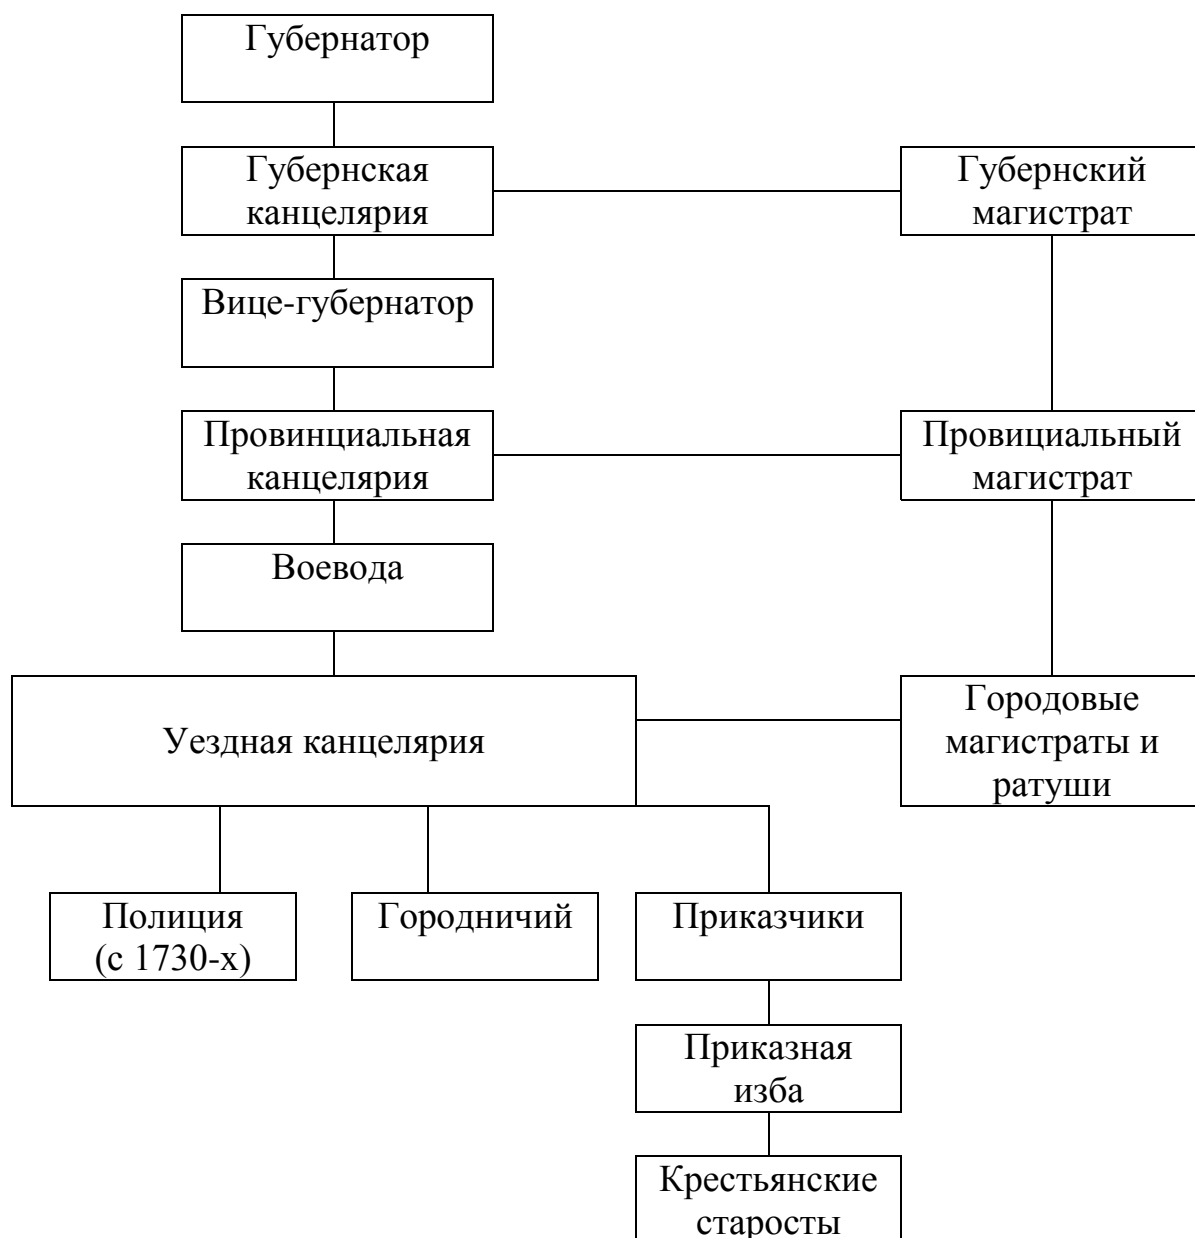 Губернатор
Губернская
канцелярия
Губернский
магистрат
Вице-губернатор
Провинциальная
канцелярия
Провициальный
магистрат
Воевода
Уездная канцелярия
Городовые
магистраты и
ратуши
Полиция
(с 1730-х)
Городничий
Приказчики
Приказная
изба
Крестьянские
старосты